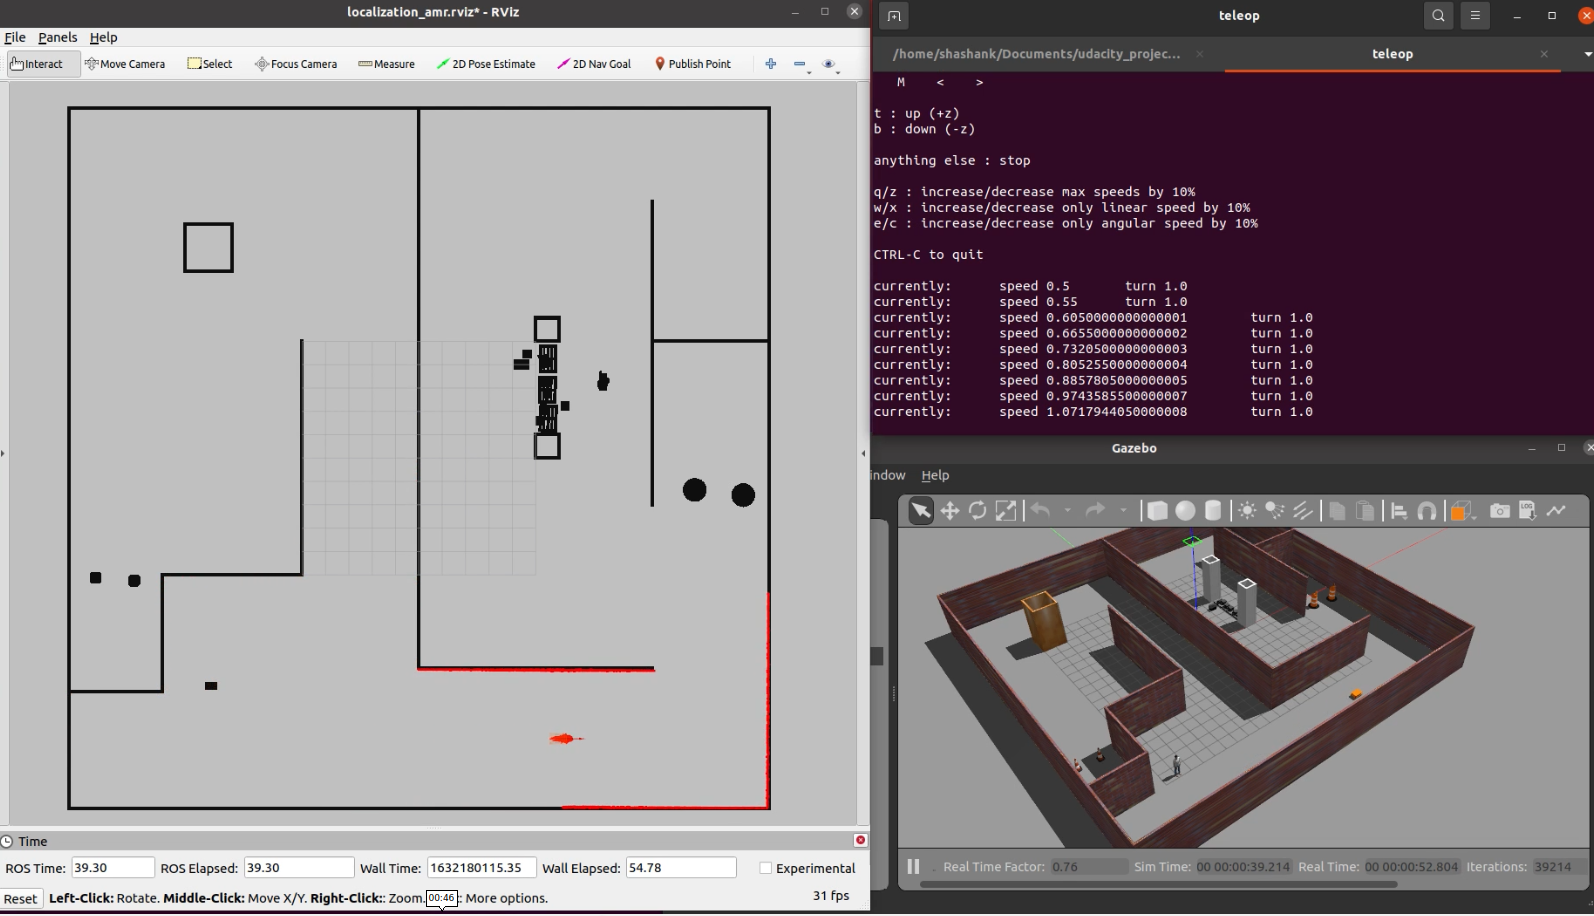 localization_amr.rviz* - RViz
File Panels Help
Interact Move Camera Select Focus Camera Measure 2D Pose Estimate 2D Nav Goal Publish Point
Time
ROS Time: 39.30 ROS Elapsed: 39.30 Wall Time: 1632180115.35 Wall Elapsed: 54.78 Experimental
Reset Left-Click: Rotate. Middle-Click: Move X/Y. Right-Click:: Zoom. 00:46 : More options. 31 fps
teleop
/home/shashank/Documents/udacity_projec... teleop
M < >
t : up (+z)
b : down (-z)
anything else : stop
q/z : increase/decrease max speeds by 10%
w/x : increase/decrease only linear speed by 10%
e/c : increase/decrease only angular speed by 10%
CTRL-C to quit
currently: speed 0.5 turn 1.0
currently: speed 0.55 turn 1.0
currently: speed 0.6050000000000001 turn 1.0
currently: speed 0.6655000000000002 turn 1.0
currently: speed 0.7320500000000003 turn 1.0
currently: speed 0.8052550000000004 turn 1.0
currently: speed 0.8857805000000005 turn 1.0
currently: speed 0.9743585500000007 turn 1.0
currently: speed 1.0717944050000008 turn 1.0
Gazebo
indow Help
LOG
Real Time Factor: 0.76 Sim Time: 00 00:00:39.214 Real Time: 00 00:00:52.804 Iterations: 39214